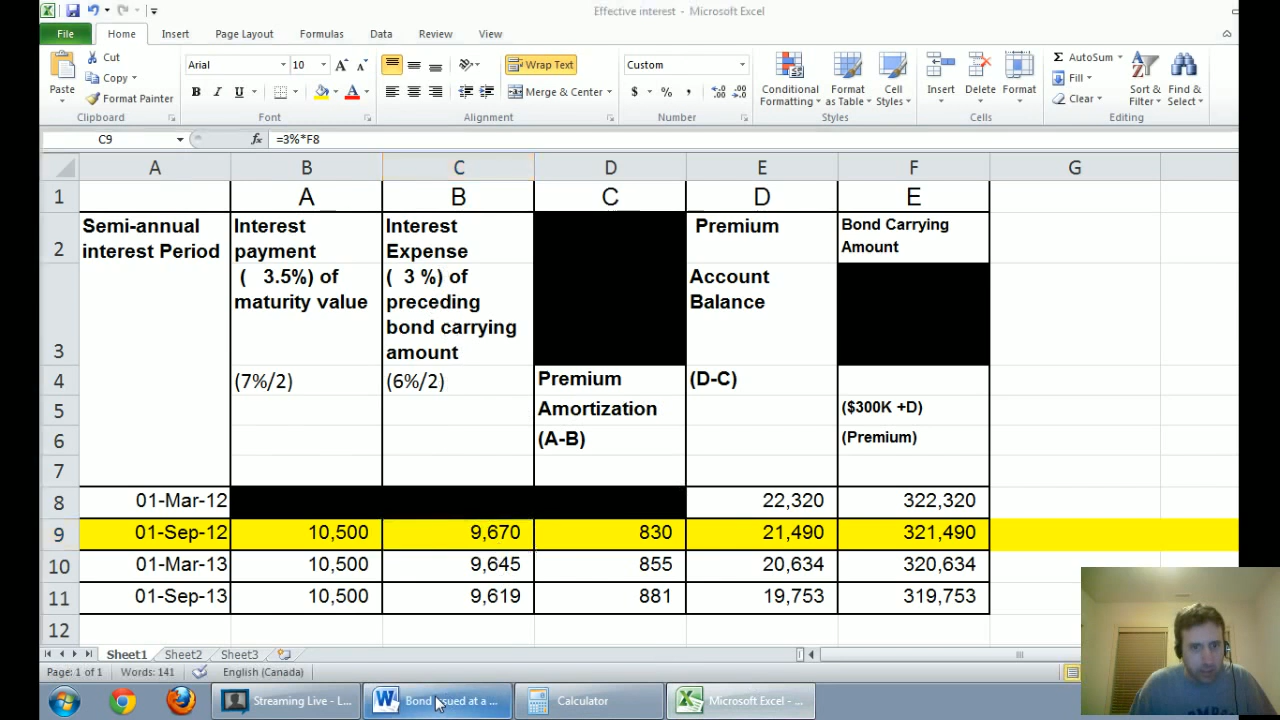 Effective interest - Microsoft Excel
File Home Insert Page Layout Formulas Data Review View
Cut
Copy
Format Painter
Paste
Arial 10
B I U
Wrap Text
Merge & Center
Custom
$ % ,
Conditional Formatting
Format as Table
Cell Styles
Insert Delete Format
Σ AutoSum
Fill
Clear
Sort & Filter
Find & Select
Clipboard Font Alignment Number Styles Cells Editing
C9 fx =3%*F8
A B C D E F G
1 A B C D E
2 Semi-annual interest Period
Interest payment
Interest Expense
Premium
Bond Carrying Amount
3 ( 3.5%) of maturity value
( 3 %) of preceding bond carrying amount
Account Balance
4 (7%/2) (6%/2) Premium (D-C)
5 Amortization ($300K +D)
6 (A-B) (Premium)
7
8 01-Mar-12 22,320 322,320
9 01-Sep-12 10,500 9,670 830 21,490 321,490
10 01-Mar-13 10,500 9,645 855 20,634 320,634
11 01-Sep-13 10,500 9,619 881 19,753 319,753
12
Sheet1 Sheet2 Sheet3
Page: 1 of 1 Words: 141 English (Canada)
Streaming Live - L... Bond issued at a ... Calculator Microsoft Excel - ...